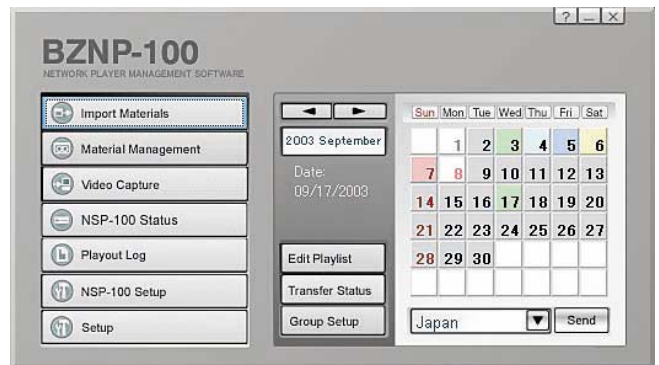 ? _ X
BZNP-100
NETWORK PLAYER MANAGEMENT SOFTWARE
Import Materials
Material Management
Video Capture
NSP-100 Status
Playout Log
NSP-100 Setup
Setup
2003 September
Date:
09/17/2003
Edit Playlist
Transfer Status
Group Setup
Sun Mon Tue Wed Thu Fri Sat
1 2 3 4 5 6
7 8 9 10 11 12 13
14 15 16 17 18 19 20
21 22 23 24 25 26 27
28 29 30
Japan
Send